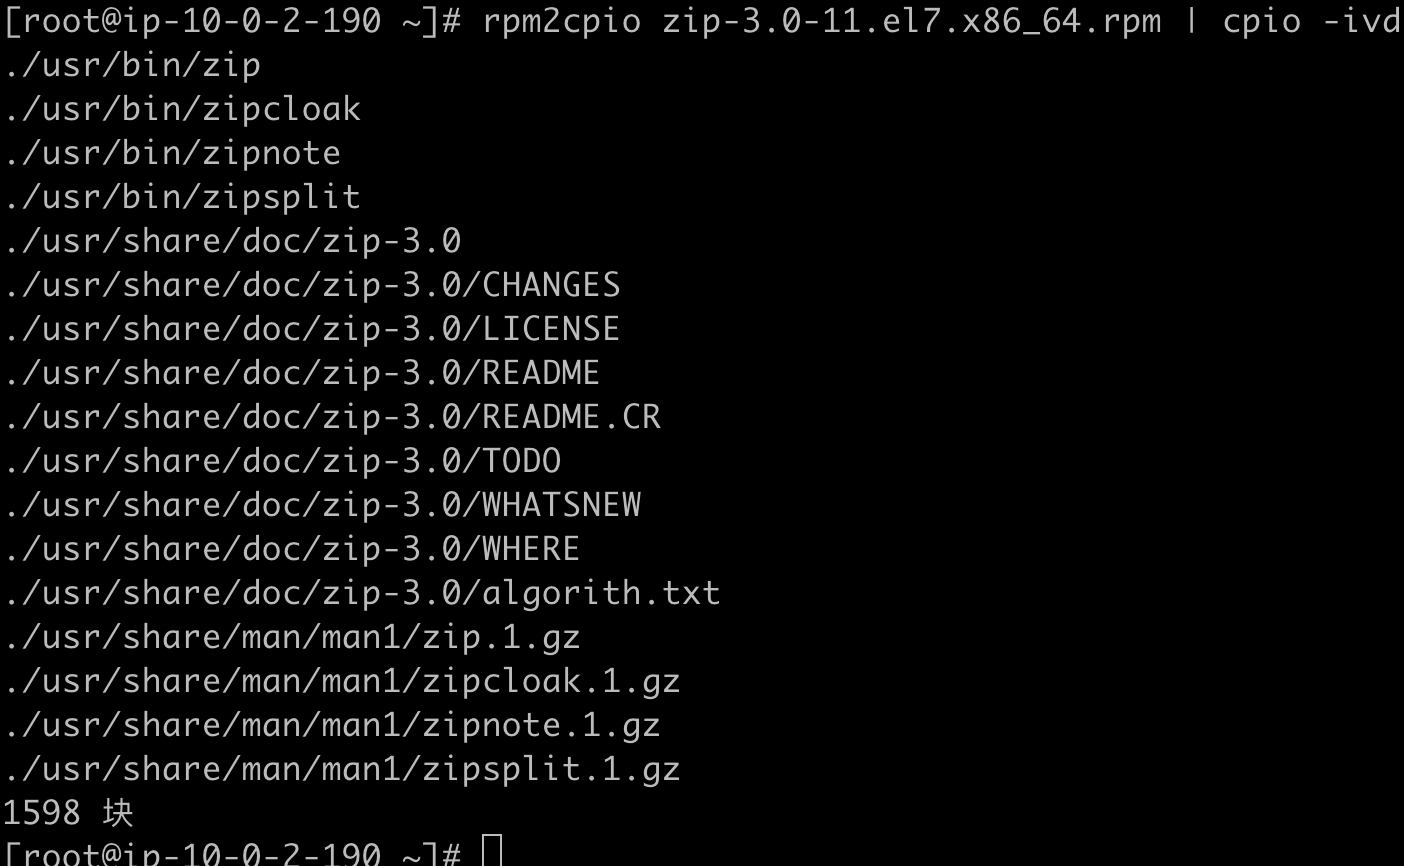 [root@ip-10-0-2-190 ~]# rpm2cpio zip-3.0-11.el7.x86_64.rpm | cpio -ivd
./usr/bin/zip
./usr/bin/zipcloak
./usr/bin/zipnote
./usr/bin/zipsplit
./usr/share/doc/zip-3.0
./usr/share/doc/zip-3.0/CHANGES
./usr/share/doc/zip-3.0/LICENSE
./usr/share/doc/zip-3.0/README
./usr/share/doc/zip-3.0/README.CR
./usr/share/doc/zip-3.0/TODO
./usr/share/doc/zip-3.0/WHATSNEW
./usr/share/doc/zip-3.0/WHERE
./usr/share/doc/zip-3.0/algorith.txt
./usr/share/man/man1/zip.1.gz
./usr/share/man/man1/zipcloak.1.gz
./usr/share/man/man1/zipnote.1.gz
./usr/share/man/man1/zipsplit.1.gz
1598 块
[root@ip-10-0-2-190 ~]#